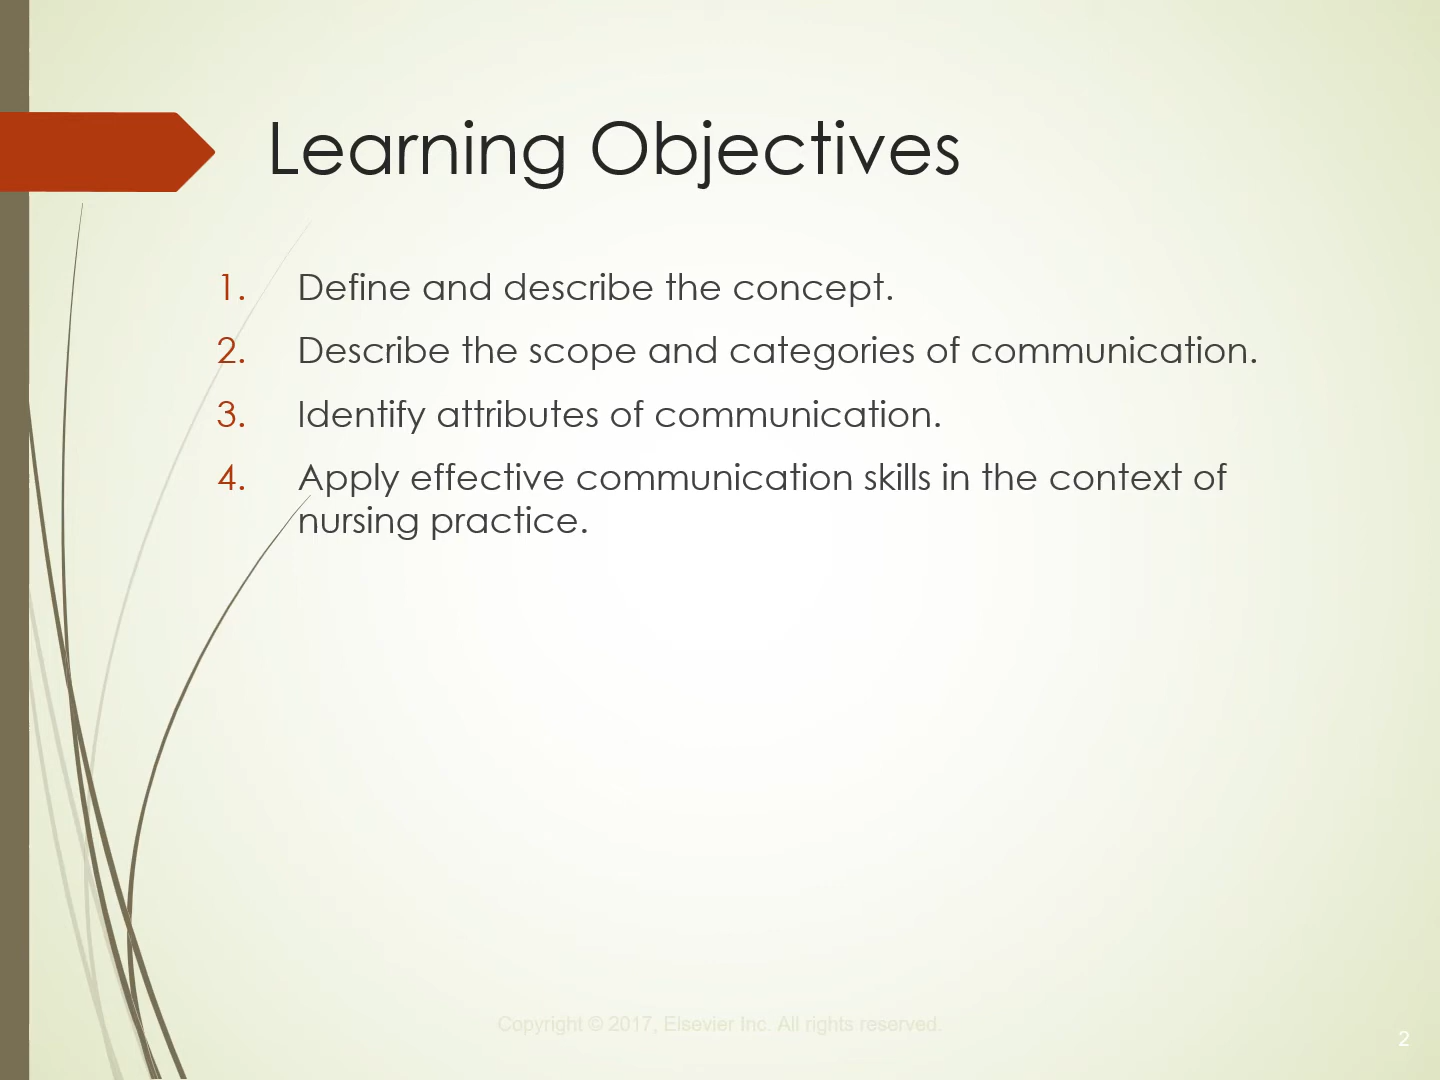 Learning Objectives
1. Define and describe the concept.
2. Describe the scope and categories of communication.
3. Identify attributes of communication.
4. Apply effective communication skills in the context of
nursing practice.
Copyright © 2017, Elsevier Inc. All rights reserved.
2